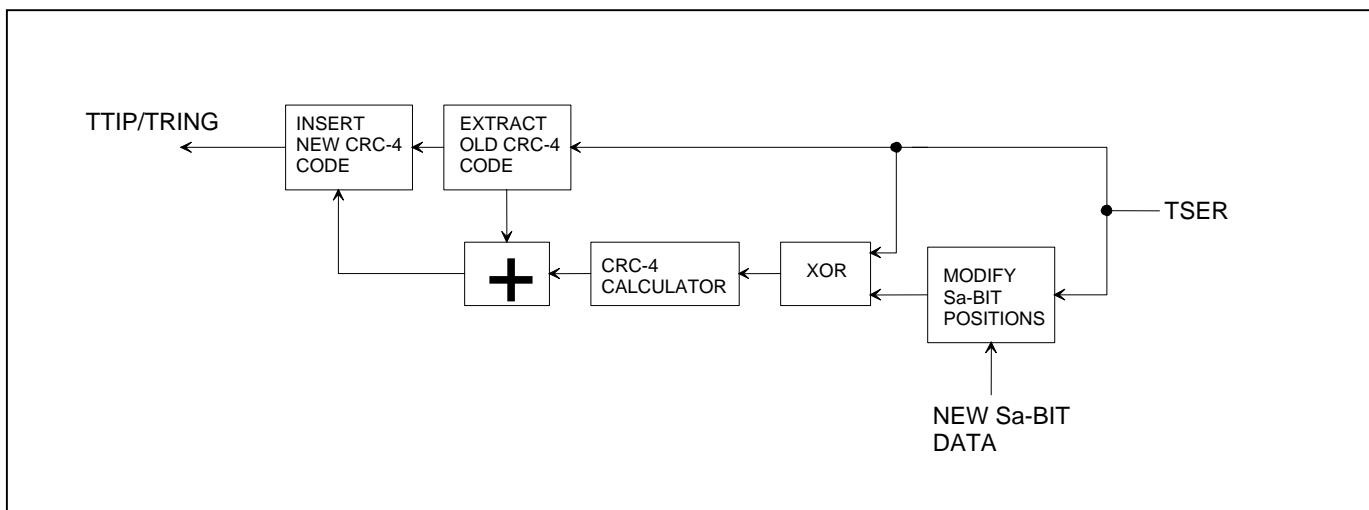 TTIP/TRING
INSERT
NEW CRC-4
CODE
EXTRACT
OLD CRC-4
CODE
TSER
+
CRC-4
CALCULATOR
XOR
MODIFY
Sa-BIT
POSITIONS
NEW Sa-BIT
DATA